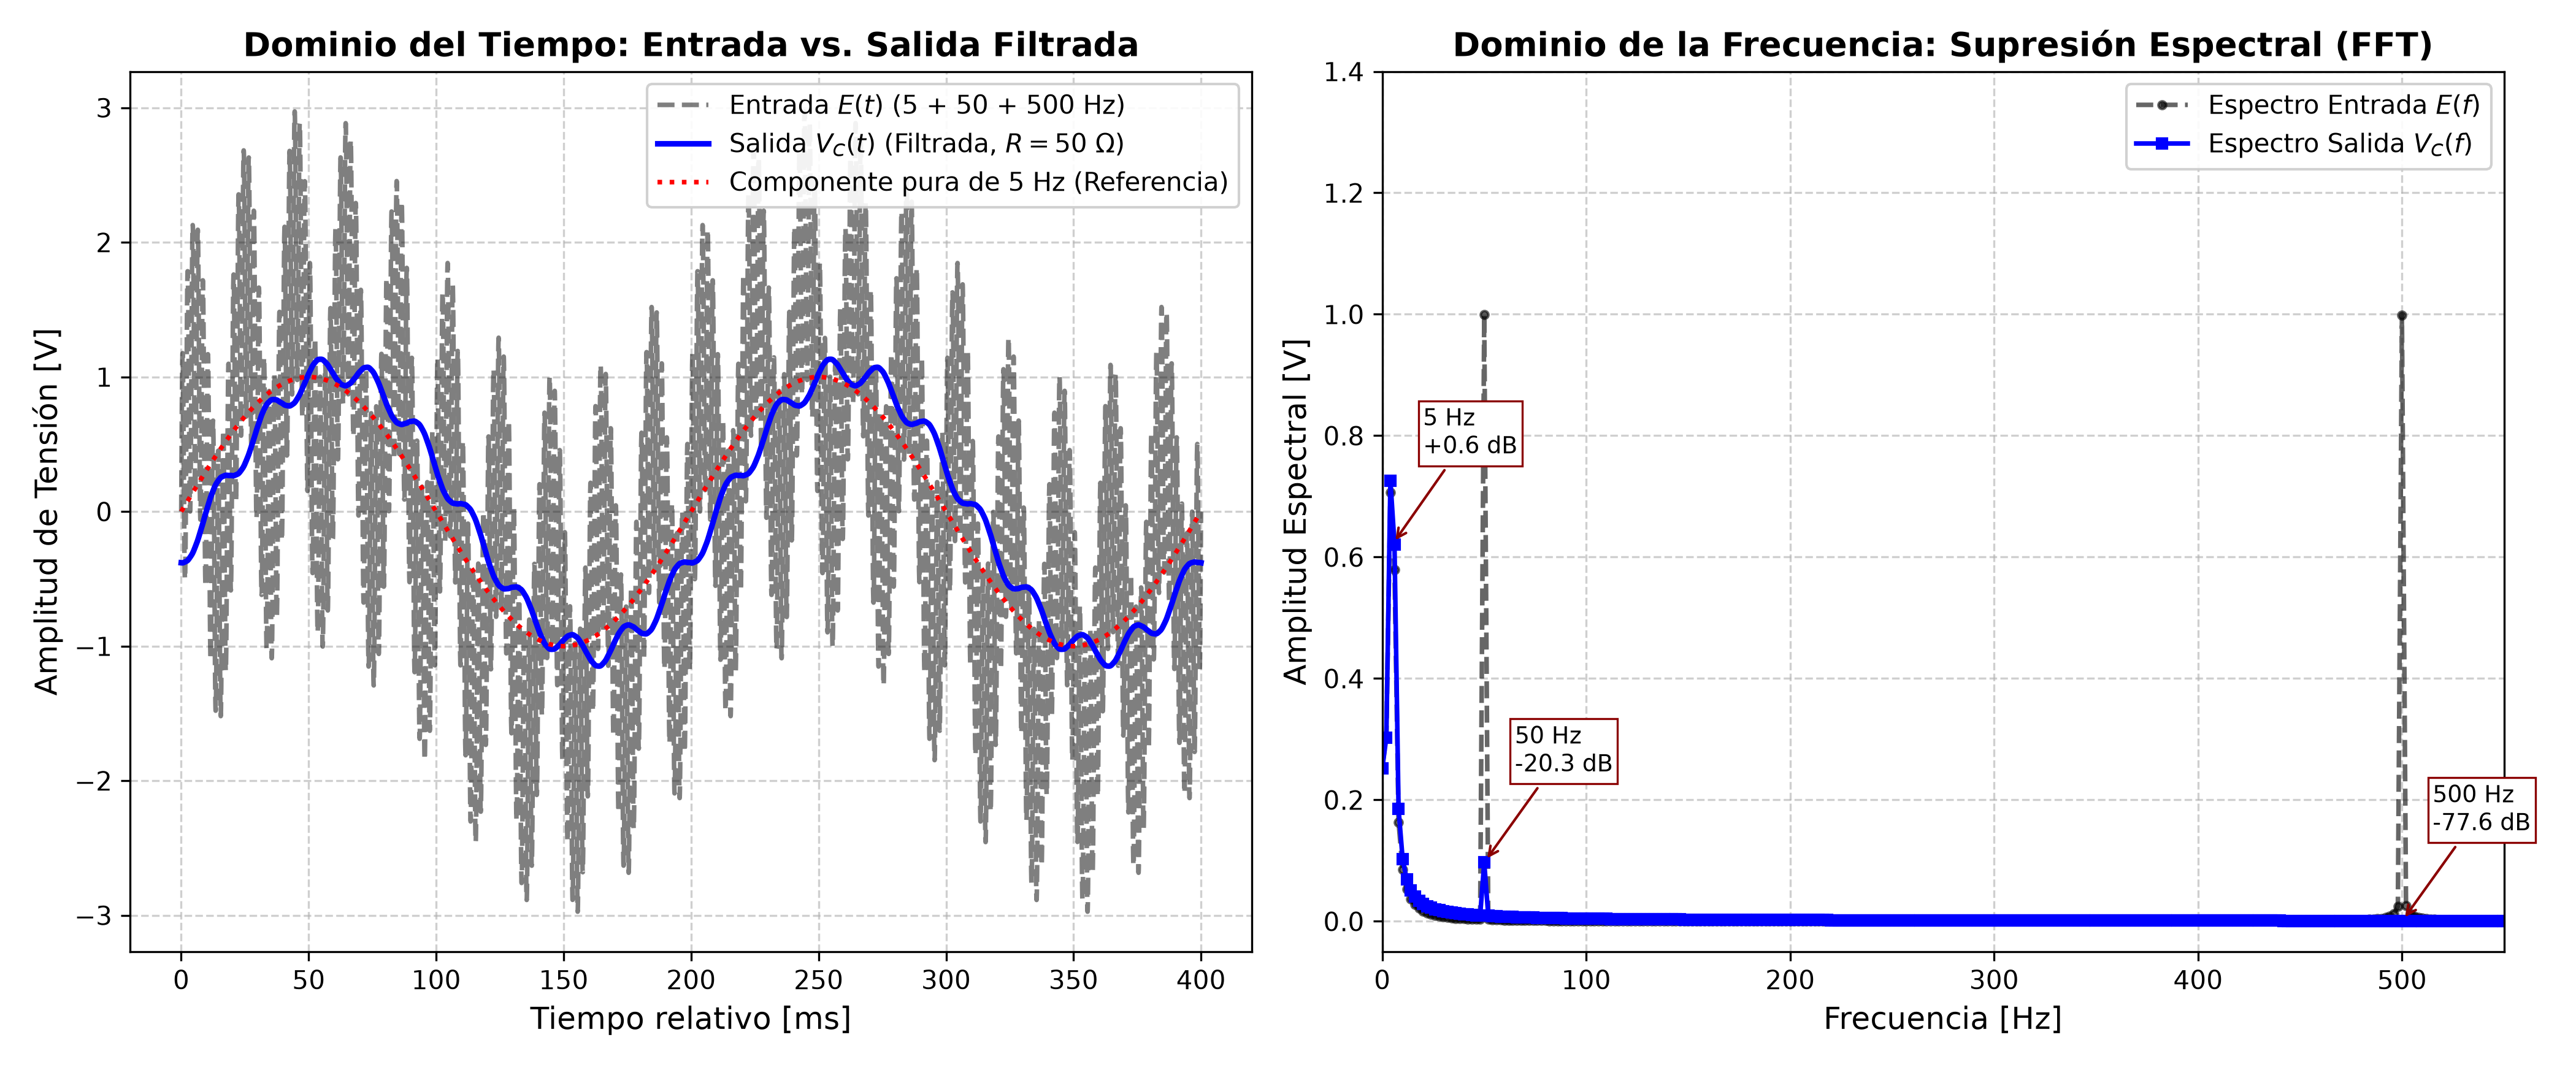 Dominio del Tiempo: Entrada vs. Salida Filtrada
Amplitud de Tensión [V]
3
2
1
0
−1
−2
−3
Entrada E(t) (5 + 50 + 500 Hz)
Salida V_C(t) (Filtrada, R = 50 Ω)
Componente pura de 5 Hz (Referencia)
0 50 100 150 200 250 300 350 400
Tiempo relativo [ms]
Dominio de la Frecuencia: Supresión Espectral (FFT)
Amplitud Espectral [V]
1.4
1.2
1.0
0.8
0.6
0.4
0.2
0.0
Espectro Entrada E(f)
Espectro Salida V_C(f)
5 Hz
+0.6 dB
50 Hz
-20.3 dB
500 Hz
-77.6 dB
0 100 200 300 400 500
Frecuencia [Hz]